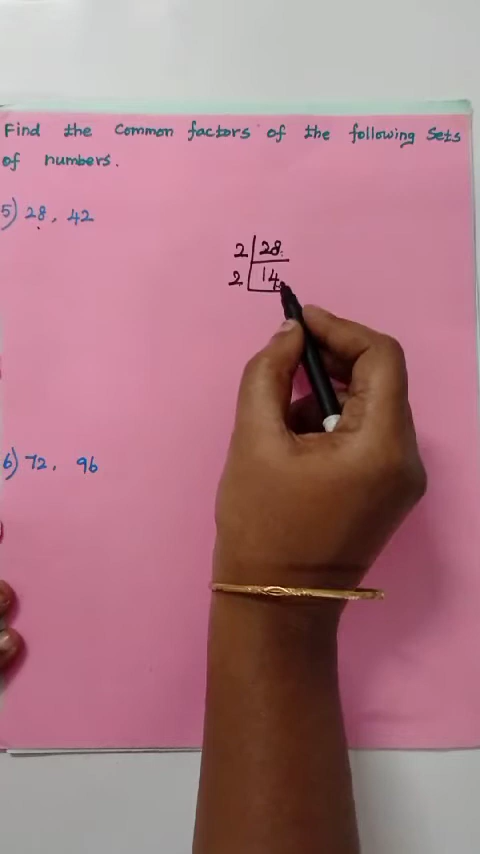 Find the Common factors of the following Sets
of numbers.
5) 28, 42
2 28
2 14
6) 72, 96